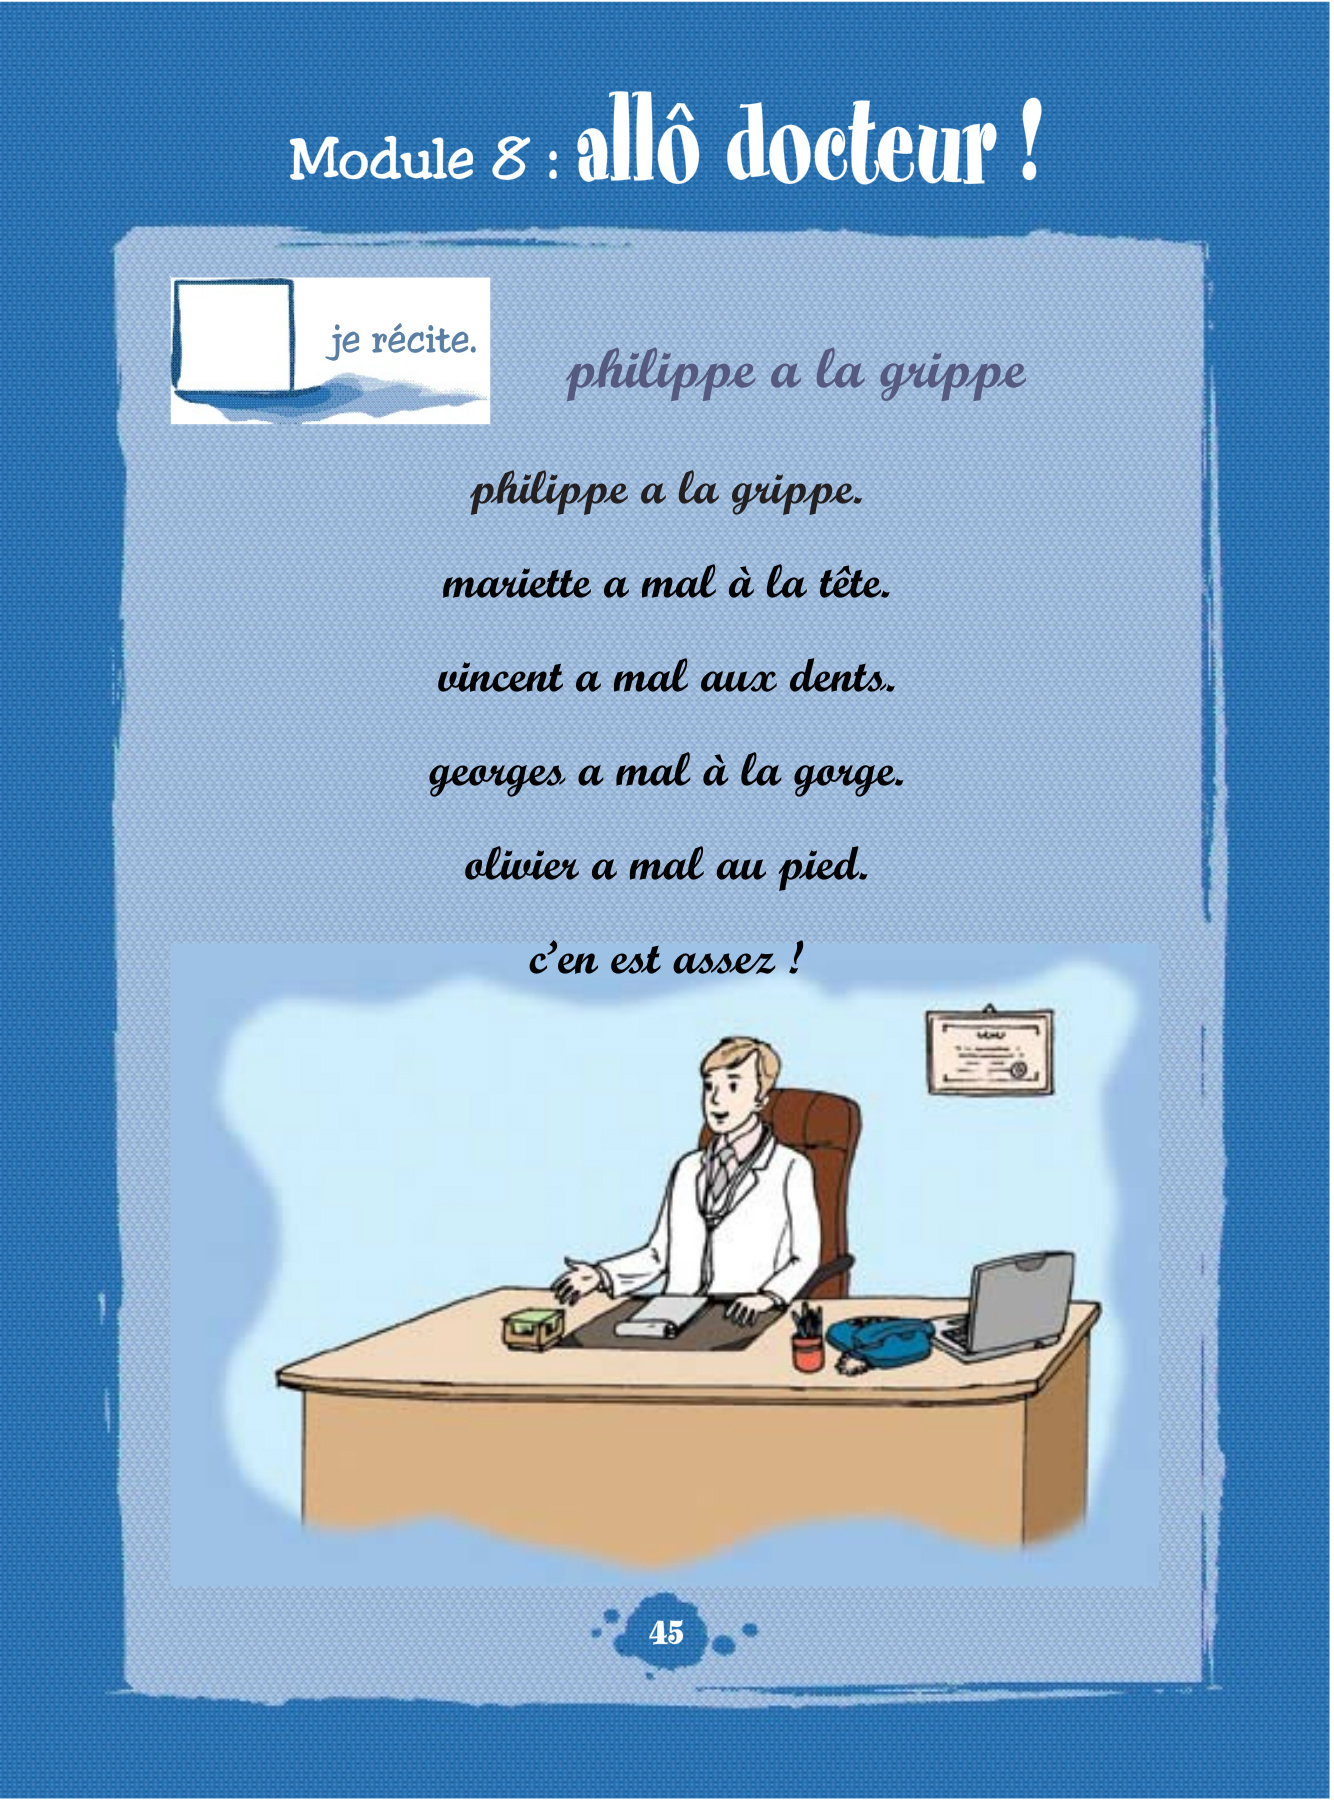 Module 8 : allô docteur !
je récite.
philippe a la grippe
philippe a la grippe.
mariette a mal à la tête.
vincent a mal aux dents.
georges a mal à la gorge.
olivier a mal au pied.
c’en est assez !
45